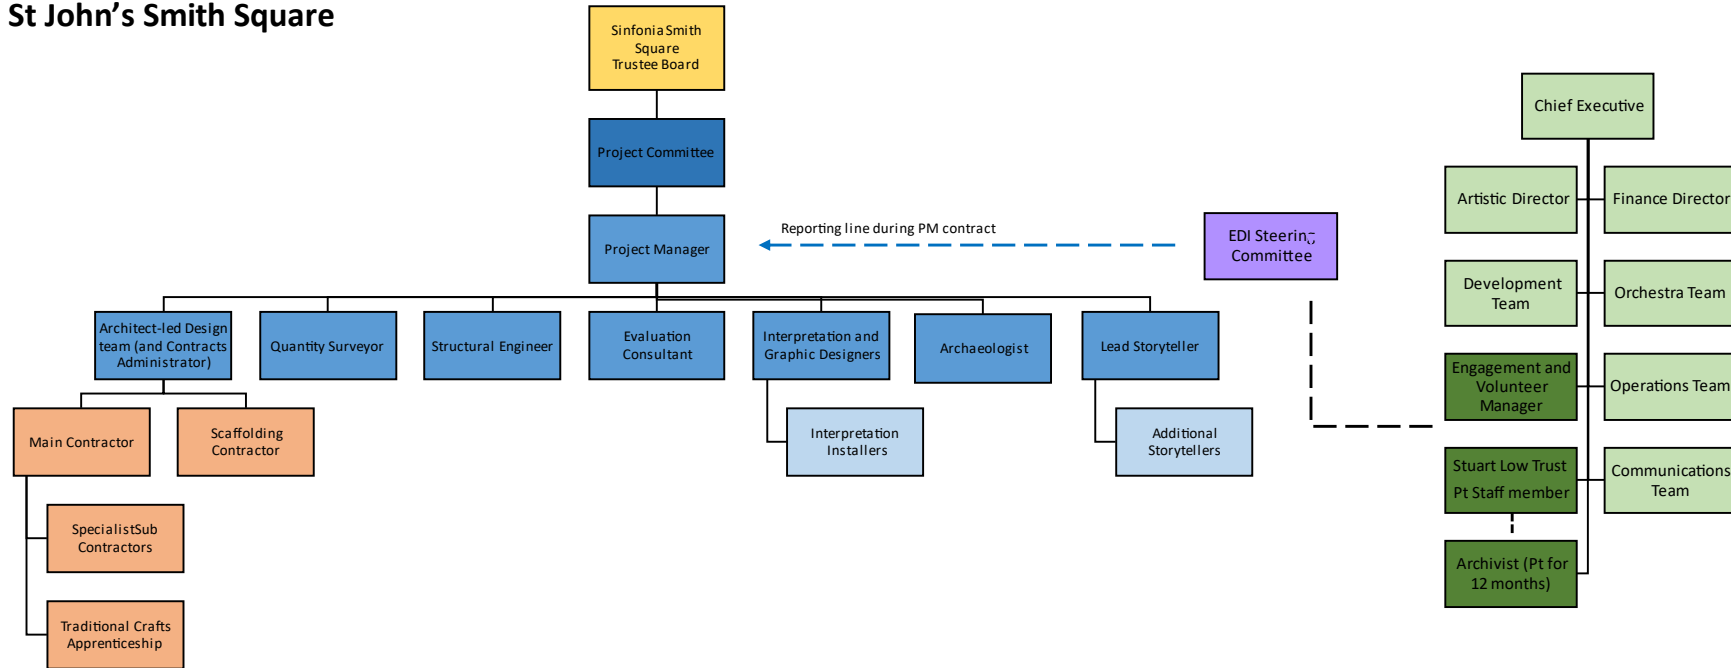 St John’s Smith Square
Sinfonia Smith
Square
Trustee Board
Project Committee
Project Manager
Reporting line during PM contract
EDI Steering
Committee
Architect-led Design
team (and Contracts
Administrator)
Quantity Surveyor
Structural Engineer
Evaluation
Consultant
Interpretation and
Graphic Designers
Archaeologist
Lead Storyteller
Main Contractor
Scaffolding
Contractor
Interpretation
Installers
Additional
Storytellers
SpecialistSub
Contractors
Traditional Crafts
Apprenticeship
Chief Executive
Artistic Director
Finance Director
Development
Team
Orchestra Team
Engagement and
Volunteer
Manager
Operations Team
Stuart Low Trust
Pt Staff member
Communications
Team
Archivist (Pt for
12 months)